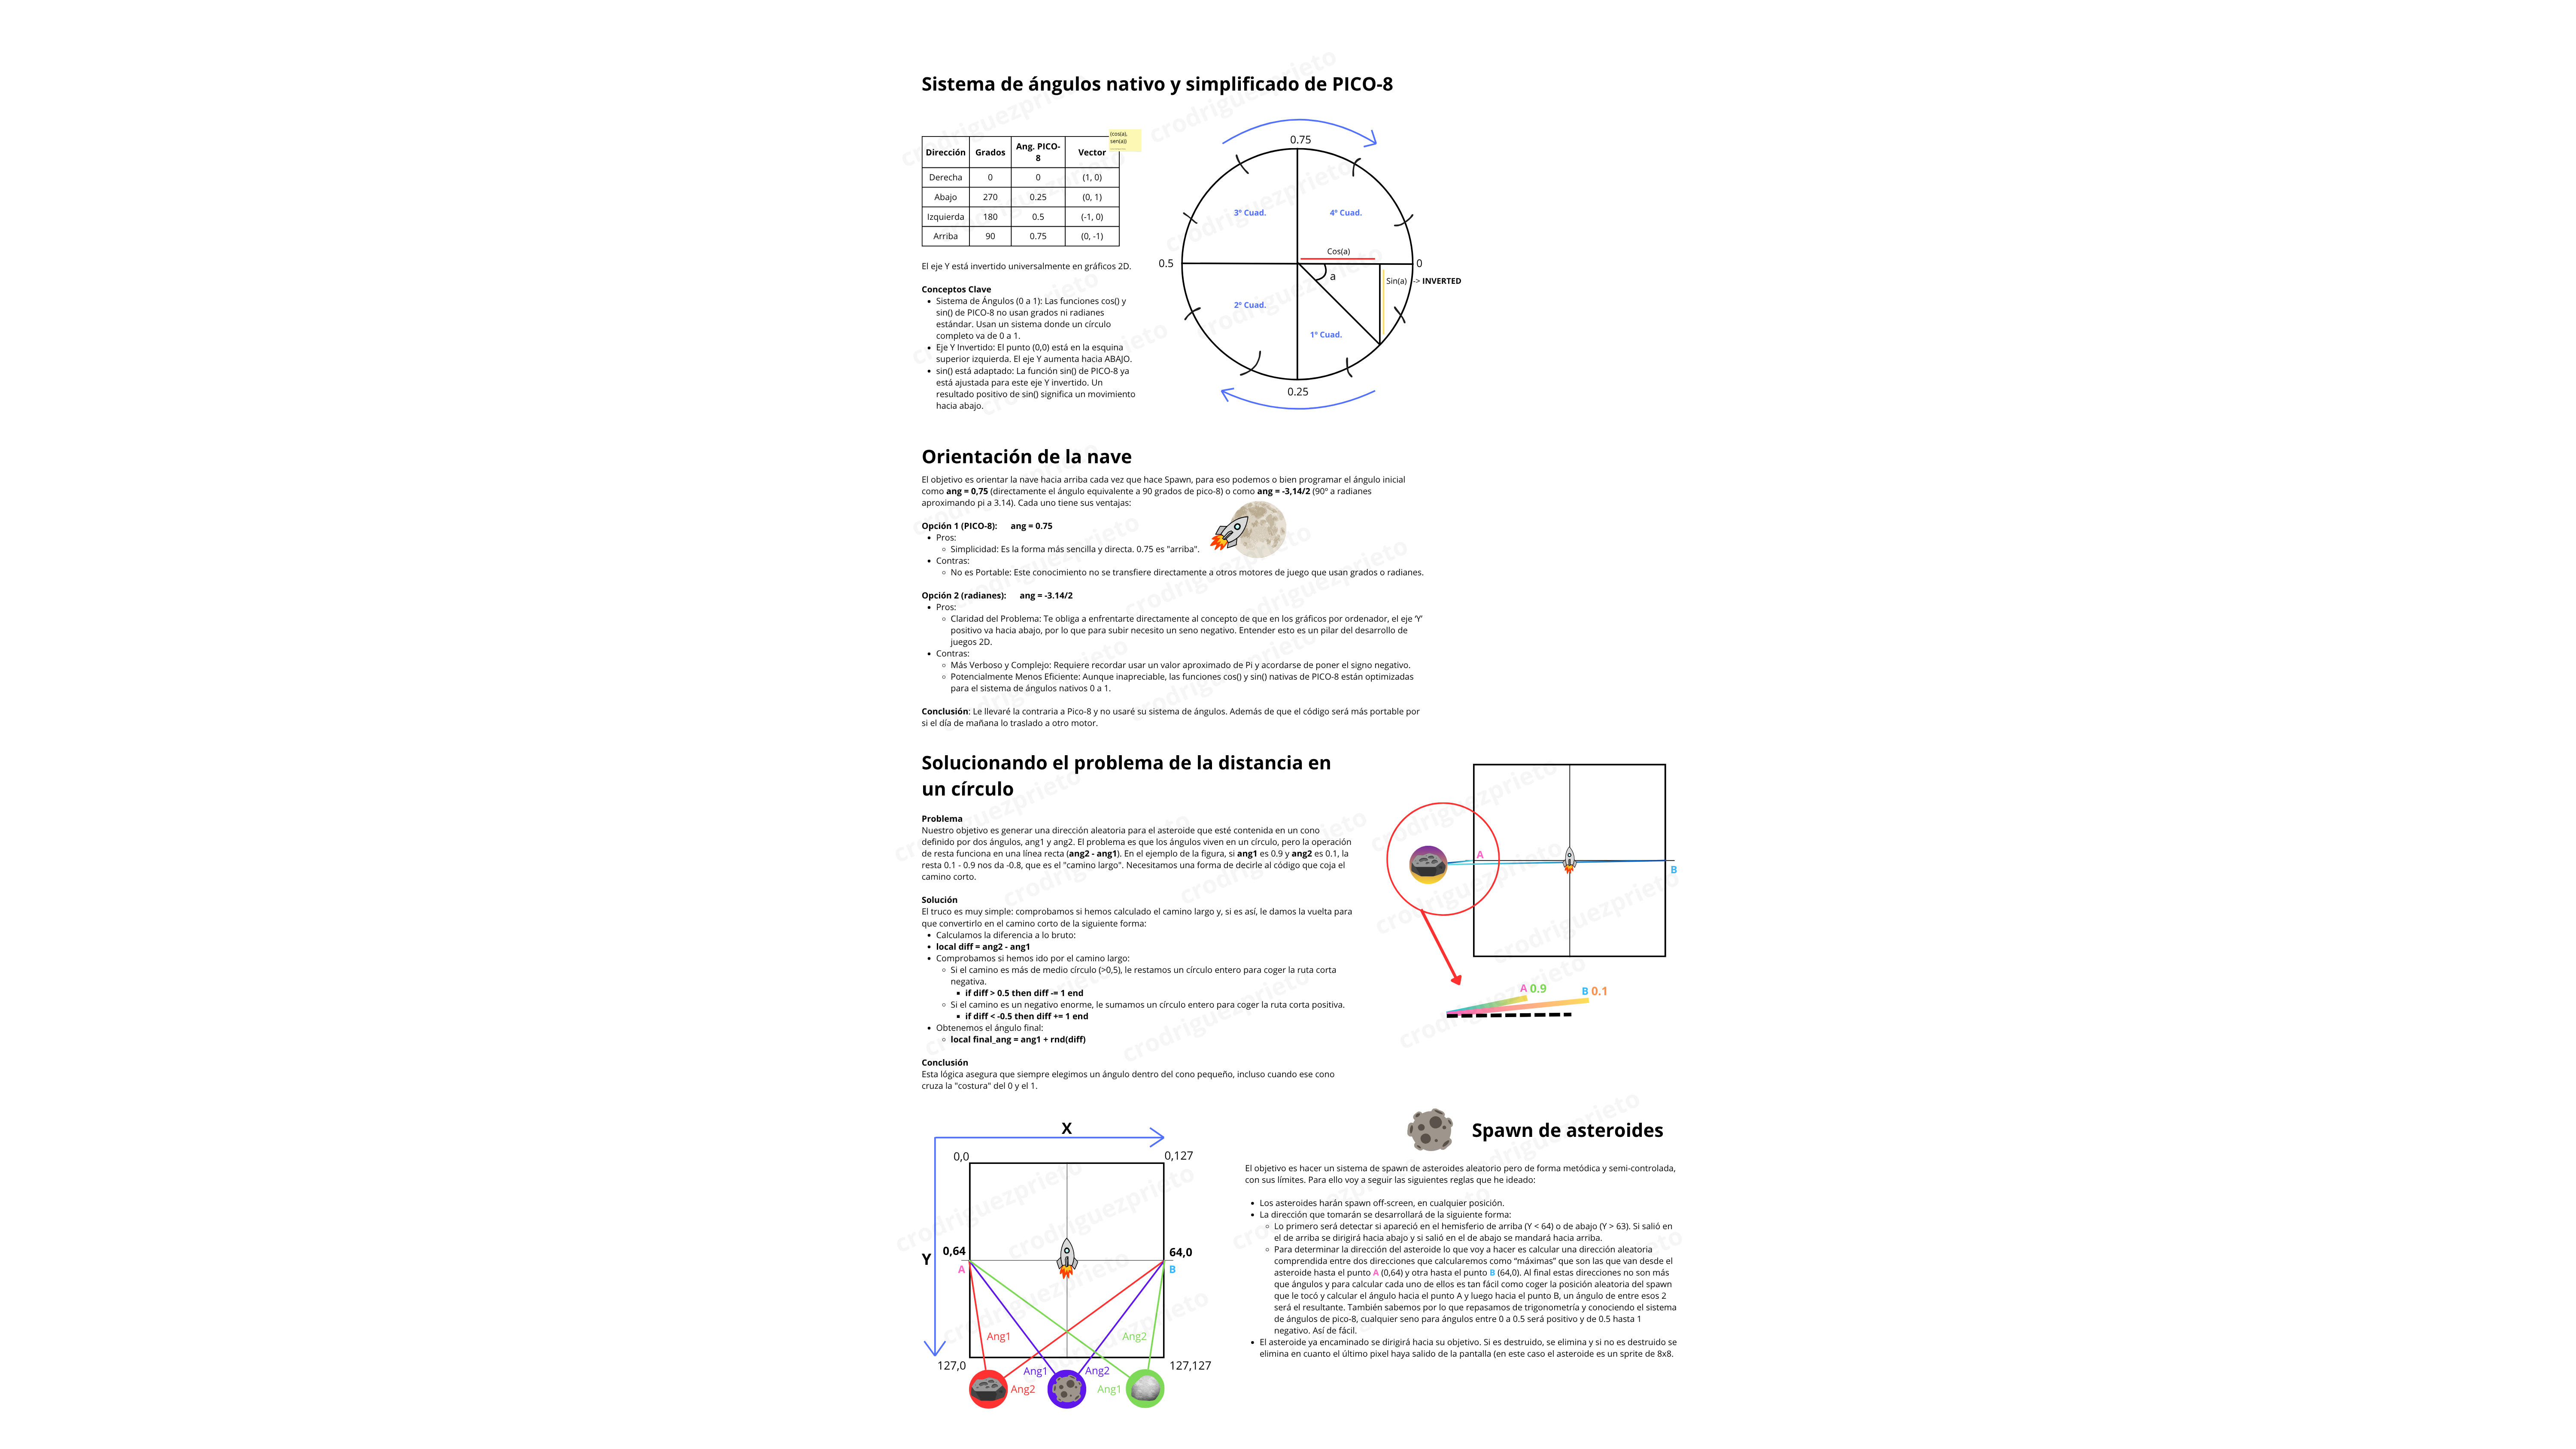 Sistema de ángulos nativo y simplificado de PICO-8
(cos(a),
sen(a))
Dirección Grados Ang. PICO-8 Vector
Derecha 0 0 (1, 0)
Abajo 270 0.25 (0, 1)
Izquierda 180 0.5 (-1, 0)
Arriba 90 0.75 (0, -1)
El eje Y está invertido universalmente en gráficos 2D.
Conceptos Clave
• Sistema de Ángulos (0 a 1): Las funciones cos() y
sin() de PICO-8 no usan grados ni radianes
estándar. Usan un sistema donde un círculo
completo va de 0 a 1.
• Eje Y Invertido: El punto (0,0) está en la esquina
superior izquierda. El eje Y aumenta hacia ABAJO.
• sin() está adaptado: La función sin() de PICO-8 ya
está ajustada para este eje Y invertido. Un
resultado positivo de sin() significa un movimiento
hacia abajo.
0.75
3º Cuad.
4º Cuad.
Cos(a)
0.5
0
a
Sin(a) -> INVERTED
2º Cuad.
1º Cuad.
0.25
Orientación de la nave
El objetivo es orientar la nave hacia arriba cada vez que hace Spawn, para eso podemos o bien programar el ángulo inicial
como ang = 0,75 (directamente el ángulo equivalente a 90 grados de pico-8) o como ang = -3,14/2 (90º a radianes
aproximando pi a 3.14). Cada uno tiene sus ventajas:
Opción 1 (PICO-8): ang = 0.75
• Pros:
◦ Simplicidad: Es la forma más sencilla y directa. 0.75 es "arriba".
• Contras:
◦ No es Portable: Este conocimiento no se transfiere directamente a otros motores de juego que usan grados o radianes.
Opción 2 (radianes): ang = -3.14/2
• Pros:
◦ Claridad del Problema: Te obliga a enfrentarte directamente al concepto de que en los gráficos por ordenador, el eje ‘Y’
positivo va hacia abajo, por lo que para subir necesito un seno negativo. Entender esto es un pilar del desarrollo de
juegos 2D.
• Contras:
◦ Más Verboso y Complejo: Requiere recordar usar un valor aproximado de Pi y acordarse de poner el signo negativo.
◦ Potencialmente Menos Eficiente: Aunque inapreciable, las funciones cos() y sin() nativas de PICO-8 están optimizadas
para el sistema de ángulos nativos 0 a 1.
Conclusión: Le llevaré la contraria a Pico-8 y no usaré su sistema de ángulos. Además de que el código será más portable por
si el día de mañana lo traslado a otro motor.
Solucionando el problema de la distancia en
un círculo
Problema
Nuestro objetivo es generar una dirección aleatoria para el asteroide que esté contenida en un cono
definido por dos ángulos, ang1 y ang2. El problema es que los ángulos viven en un círculo, pero la operación
de resta funciona en una línea recta (ang2 - ang1). En el ejemplo de la figura, si ang1 es 0.9 y ang2 es 0.1, la
resta 0.1 - 0.9 nos da -0.8, que es el "camino largo". Necesitamos una forma de decirle al código que coja el
camino corto.
Solución
El truco es muy simple: comprobamos si hemos calculado el camino largo y, si es así, le damos la vuelta para
que convertirlo en el camino corto de la siguiente forma:
• Calculamos la diferencia a lo bruto:
• local diff = ang2 - ang1
• Comprobamos si hemos ido por el camino largo:
◦ Si el camino es más de medio círculo (>0,5), le restamos un círculo entero para coger la ruta corta
negativa.
▪ if diff > 0.5 then diff -= 1 end
◦ Si el camino es un negativo enorme, le sumamos un círculo entero para coger la ruta corta positiva.
▪ if diff < -0.5 then diff += 1 end
• Obtenemos el ángulo final:
◦ local final_ang = ang1 + rnd(diff)
Conclusión
Esta lógica asegura que siempre elegimos un ángulo dentro del cono pequeño, incluso cuando ese cono
cruza la "costura" del 0 y el 1.
A
B
A 0.9
B 0.1
X
0,0
0,127
Y
0,64
A
64,0
B
Ang1
Ang2
127,0
127,127
Ang1
Ang2
Ang2
Ang1
Spawn de asteroides
El objetivo es hacer un sistema de spawn de asteroides aleatorio pero de forma metódica y semi-controlada,
con sus límites. Para ello voy a seguir las siguientes reglas que he ideado:
• Los asteroides harán spawn off-screen, en cualquier posición.
• La dirección que tomarán se desarrollará de la siguiente forma:
◦ Lo primero será detectar si apareció en el hemisferio de arriba (Y < 64) o de abajo (Y > 63). Si salió en
el de arriba se dirigirá hacia abajo y si salió en el de abajo se mandará hacia arriba.
◦ Para determinar la dirección del asteroide lo que voy a hacer es calcular una dirección aleatoria
comprendida entre dos direcciones que calcularemos como “máximas” que son las que van desde el
asteroide hasta el punto A (0,64) y otra hasta el punto B (64,0). Al final estas direcciones no son más
que ángulos y para calcular cada uno de ellos es tan fácil como coger la posición aleatoria del spawn
que le tocó y calcular el ángulo hacia el punto A y luego hacia el punto B, un ángulo de entre esos 2
será el resultante. También sabemos por lo que repasamos de trigonometría y conociendo el sistema
de ángulos de pico-8, cualquier seno para ángulos entre 0 a 0.5 será positivo y de 0.5 hasta 1
negativo. Así de fácil.
• El asteroide ya encaminado se dirigirá hacia su objetivo. Si es destruido, se elimina y si no es destruido se
elimina en cuanto el último pixel haya salido de la pantalla (en este caso el asteroide es un sprite de 8x8.
crodriguezprieto